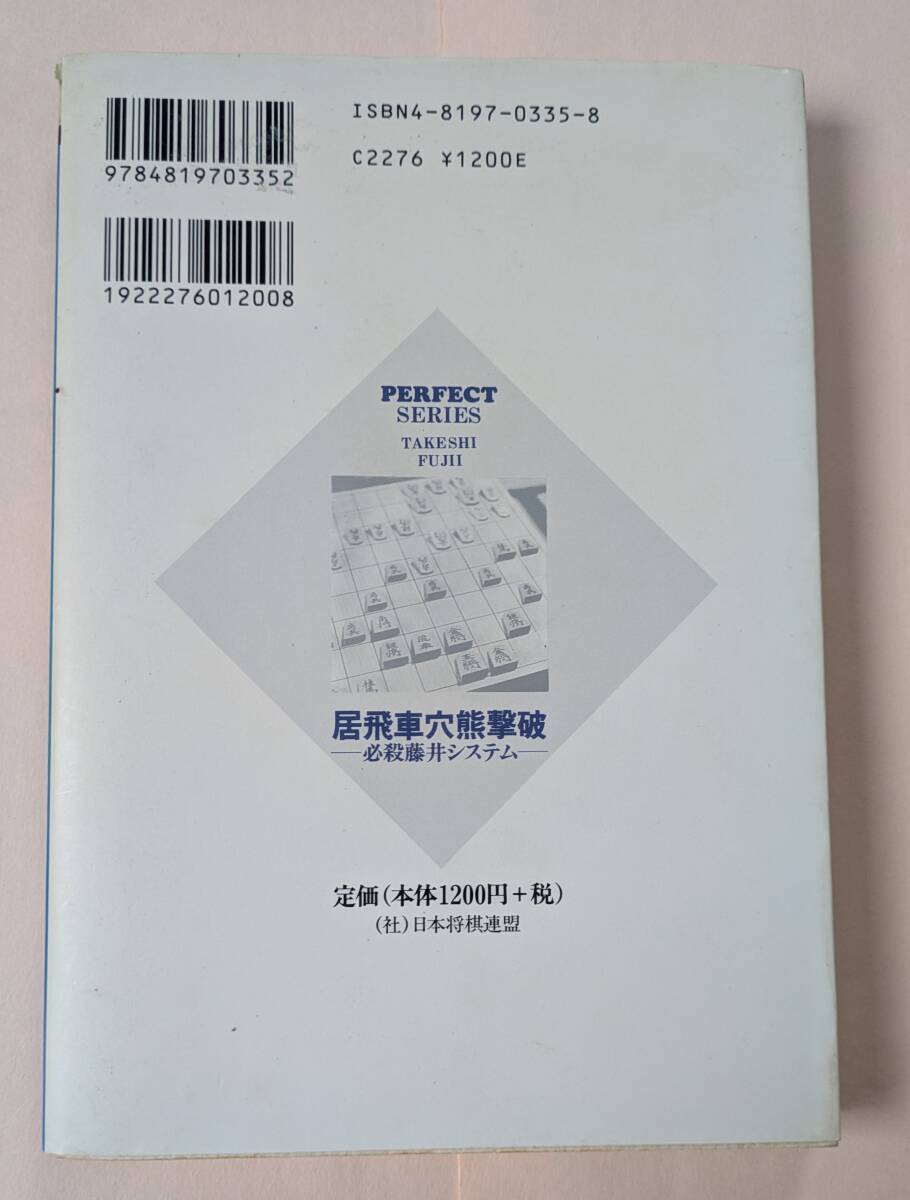 ISBN4-8197-0335-8
C2276 ¥1200E
9784819703352
1922276012008
PERFECT
SERIES
TAKESHI
FUJII
居飛車穴熊撃破
―必殺藤井システム―
定価(本体1200円+税)
(社)日本将棋連盟